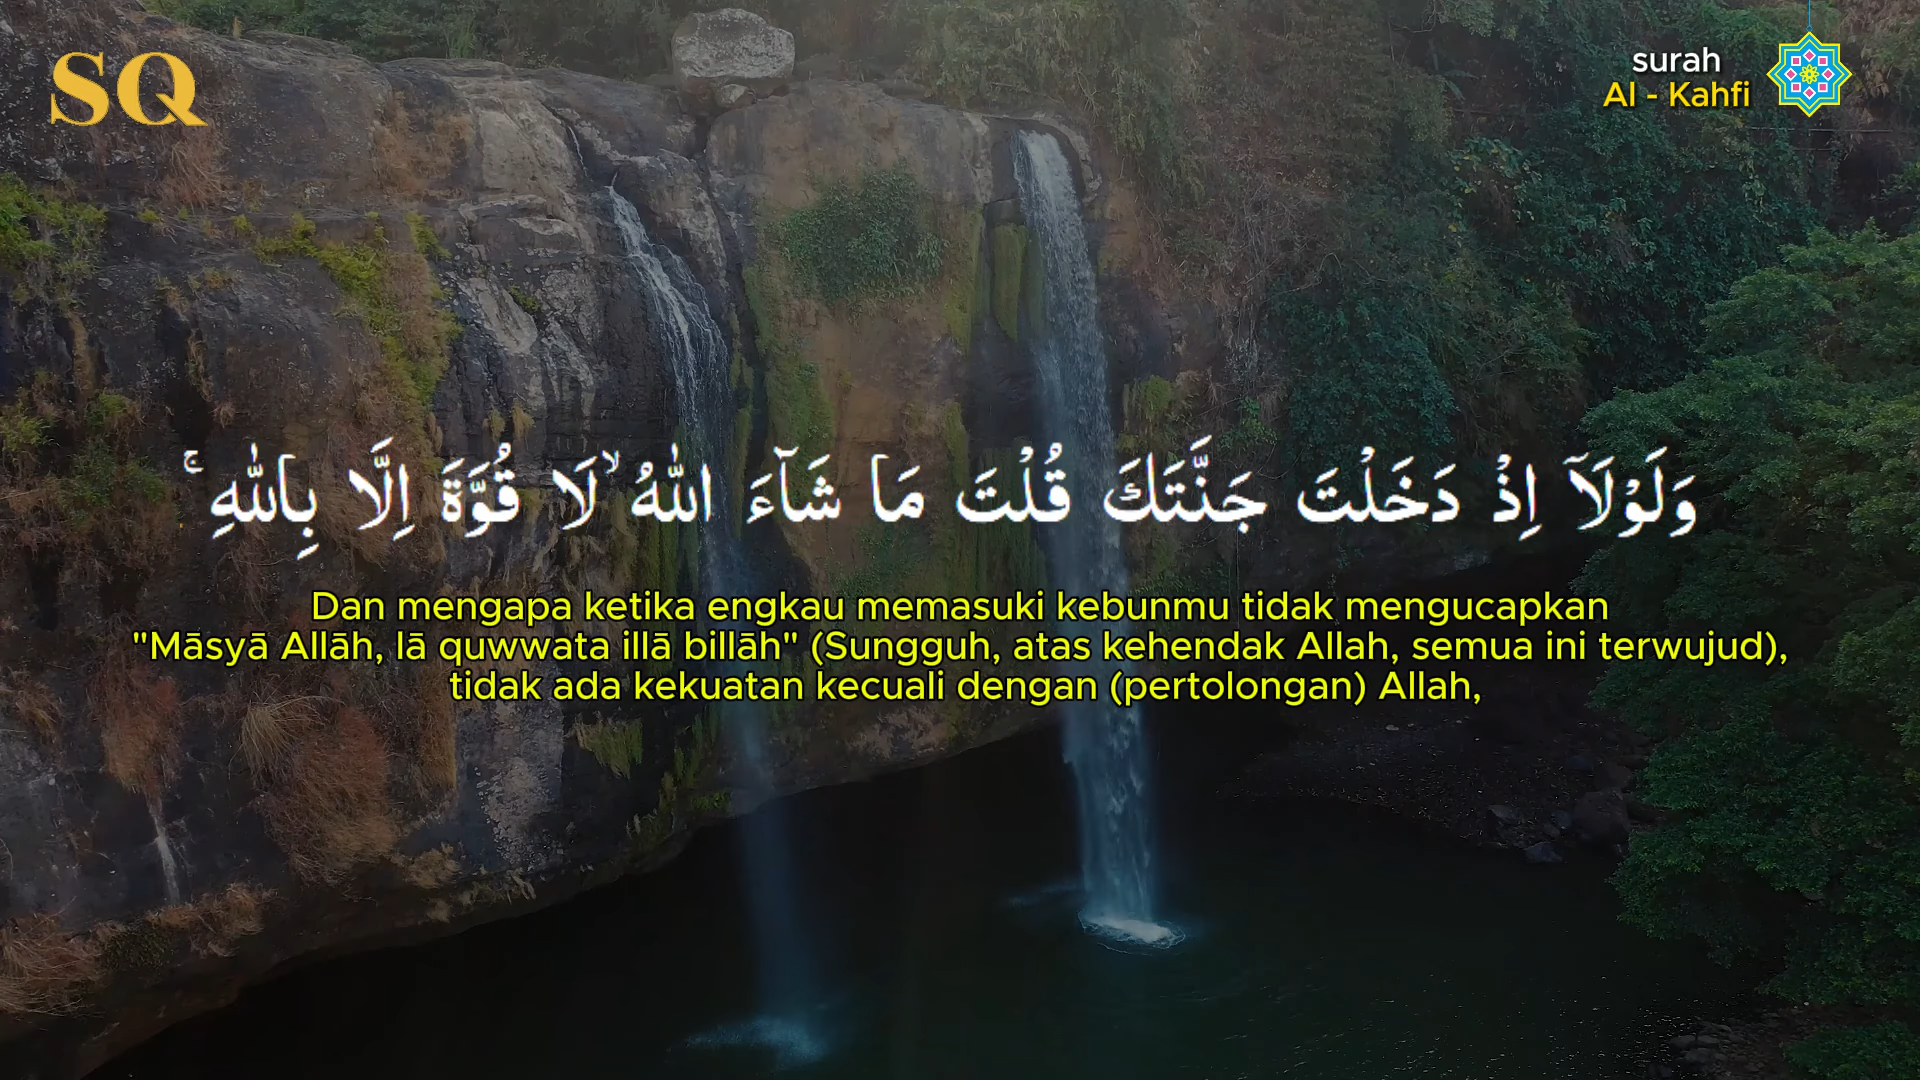 SQ
surah
Al - Kahfi
وَلَوْلَآ اِذْ دَخَلْتَ جَنَّتَكَ قُلْتَ مَا شَآءَ اللّٰهُ ۙ لَا قُوَّةَ اِلَّا بِاللّٰهِ ۚ
Dan mengapa ketika engkau memasuki kebunmu tidak mengucapkan
"Māsyā Allāh, lā quwwata illā billāh" (Sungguh, atas kehendak Allah, semua ini terwujud),
tidak ada kekuatan kecuali dengan (pertolongan) Allah,